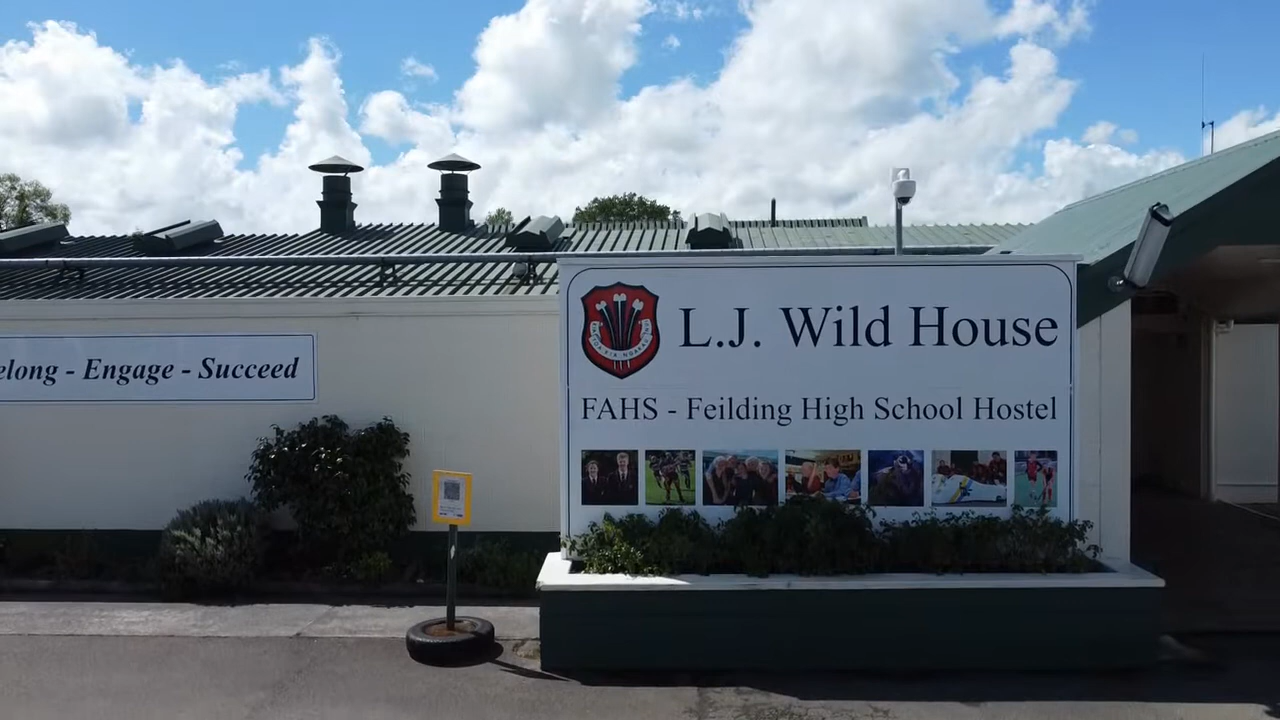 elong - Engage - Succeed
L.J. Wild House
FAHS - Feilding High School Hostel